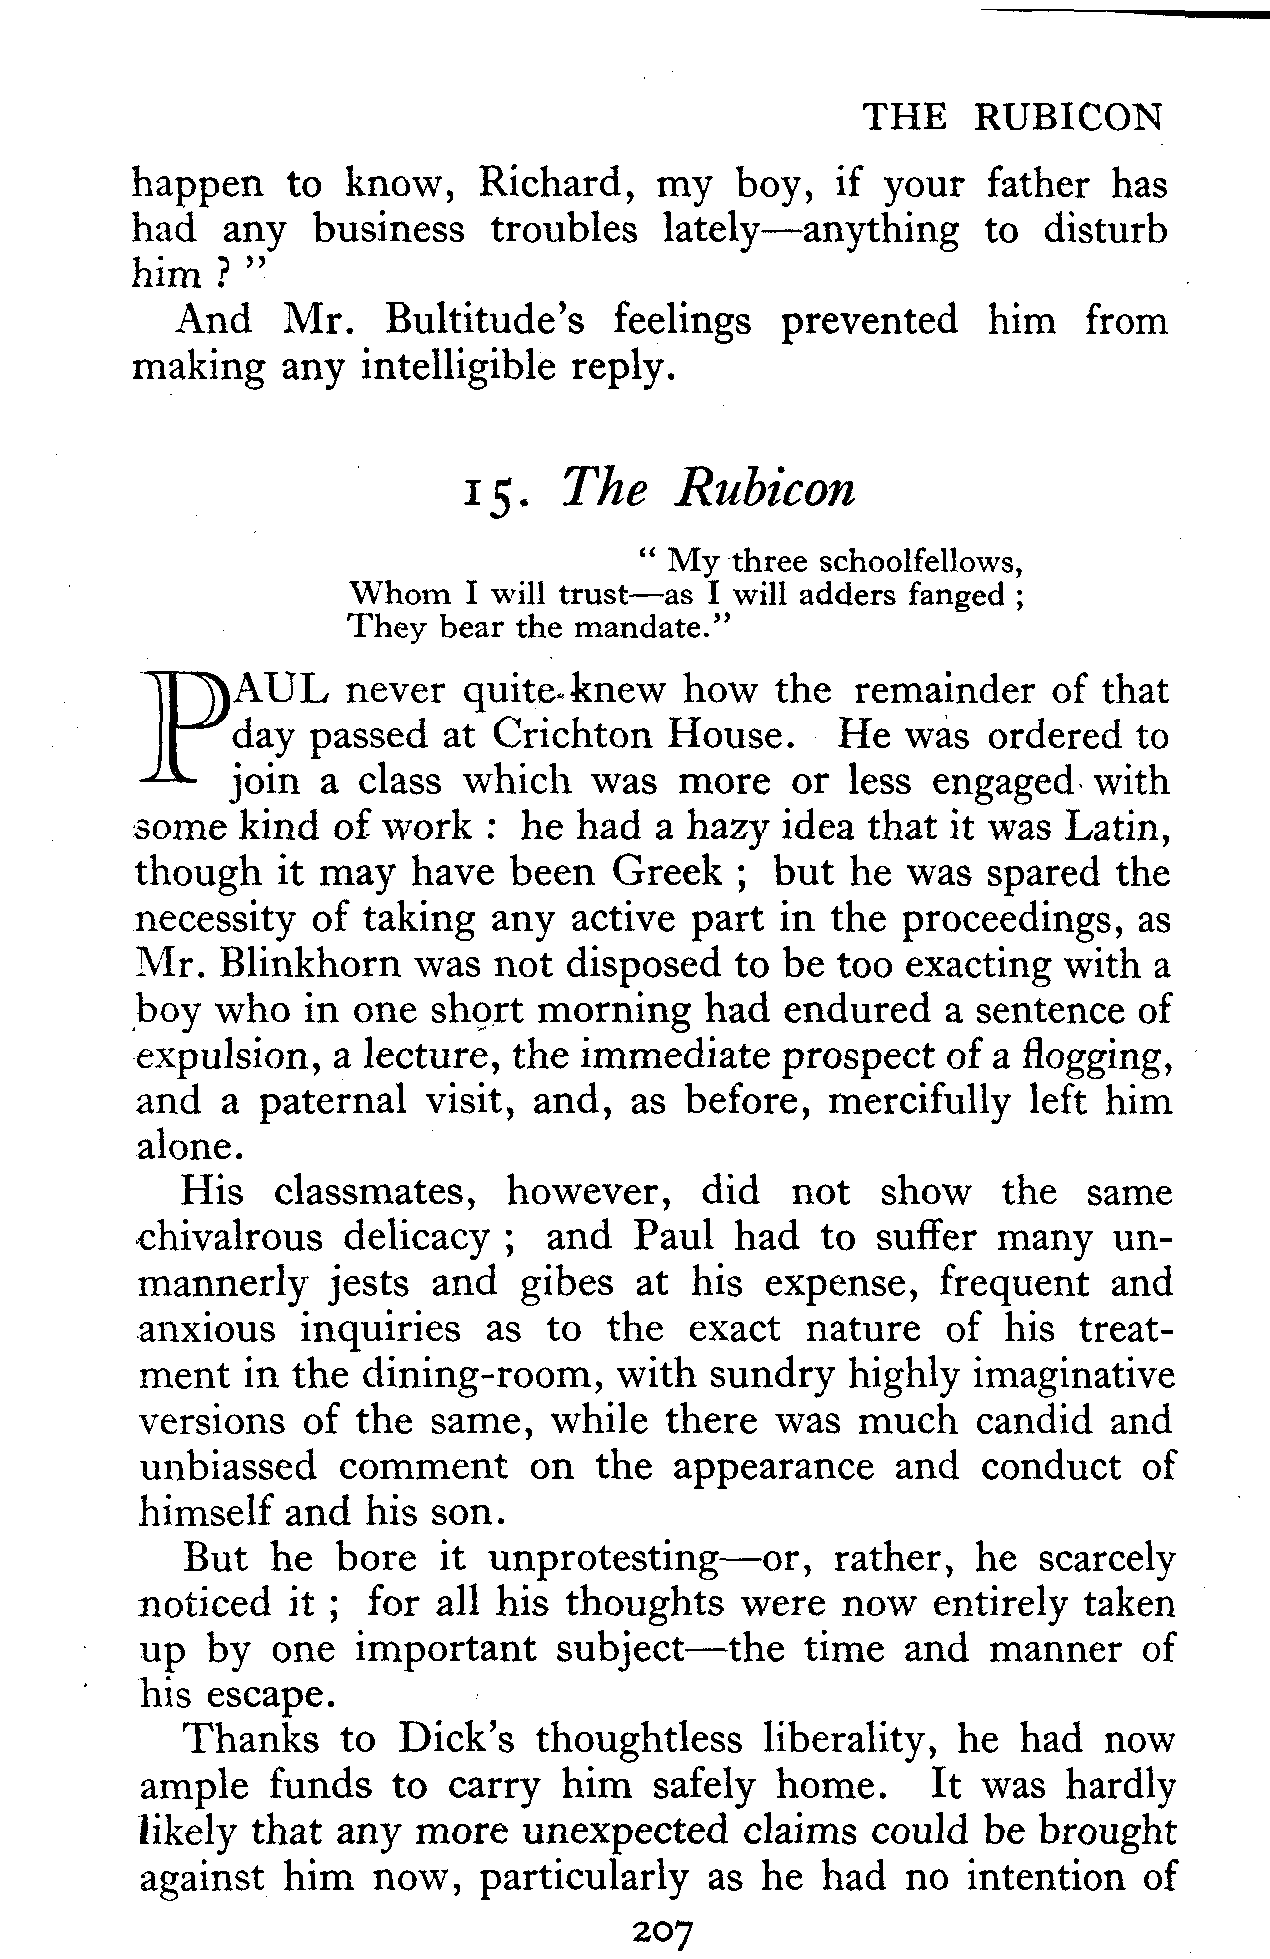 THE RUBICON
happen to know, Richard, my boy, if your father has
had any business troubles lately—anything to disturb
him ? ”
And Mr. Bultitude’s feelings prevented him from
making any intelligible reply.
15. The Rubicon
“ My three schoolfellows,
Whom I will trust—as I will adders fanged ;
They bear the mandate.”
PAUL never quite knew how the remainder of that
day passed at Crichton House. He was ordered to
join a class which was more or less engaged with
some kind of work : he had a hazy idea that it was Latin,
though it may have been Greek ; but he was spared the
necessity of taking any active part in the proceedings, as
Mr. Blinkhorn was not disposed to be too exacting with a
boy who in one short morning had endured a sentence of
expulsion, a lecture, the immediate prospect of a flogging,
and a paternal visit, and, as before, mercifully left him
alone.
His classmates, however, did not show the same
chivalrous delicacy ; and Paul had to suffer many un-
mannerly jests and gibes at his expense, frequent and
anxious inquiries as to the exact nature of his treat-
ment in the dining-room, with sundry highly imaginative
versions of the same, while there was much candid and
unbiassed comment on the appearance and conduct of
himself and his son.
But he bore it unprotesting—or, rather, he scarcely
noticed it ; for all his thoughts were now entirely taken
up by one important subject—the time and manner of
his escape.
Thanks to Dick’s thoughtless liberality, he had now
ample funds to carry him safely home. It was hardly
likely that any more unexpected claims could be brought
against him now, particularly as he had no intention of
207